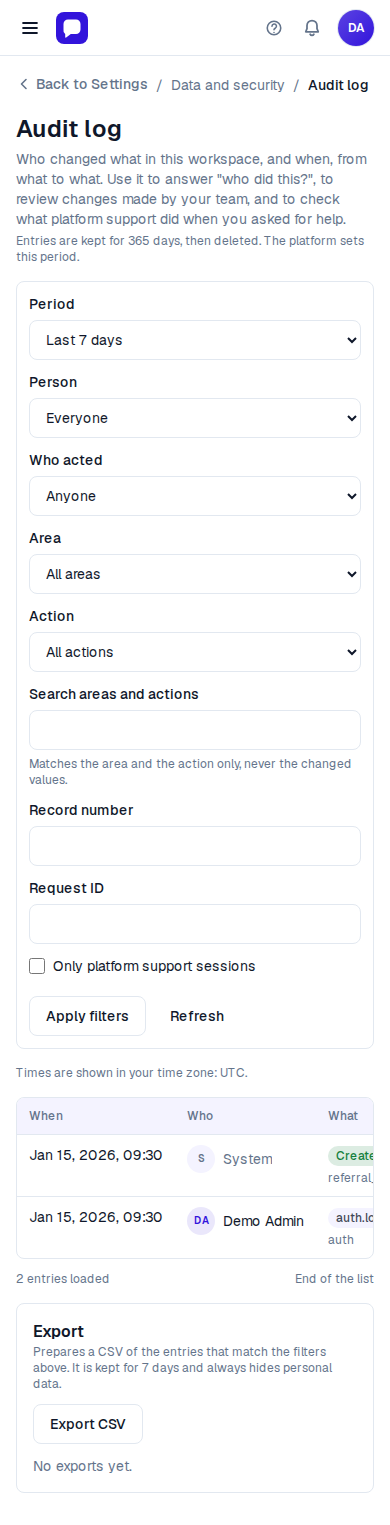 DA
Back to Settings / Data and security / Audit log
Audit log
Who changed what in this workspace, and when, from
what to what. Use it to answer "who did this?", to
review changes made by your team, and to check
what platform support did when you asked for help.
Entries are kept for 365 days, then deleted. The platform sets
this period.
Period
Last 7 days
Person
Everyone
Who acted
Anyone
Area
All areas
Action
All actions
Search areas and actions
Matches the area and the action only, never the changed
values.
Record number
Request ID
Only platform support sessions
Apply filters Refresh
Times are shown in your time zone: UTC.
When Who What
Jan 15, 2026, 09:30 S System Create
referral_
Jan 15, 2026, 09:30 DA Demo Admin auth.lo
auth
2 entries loaded End of the list
Export
Prepares a CSV of the entries that match the filters
above. It is kept for 7 days and always hides personal
data.
Export CSV
No exports yet.